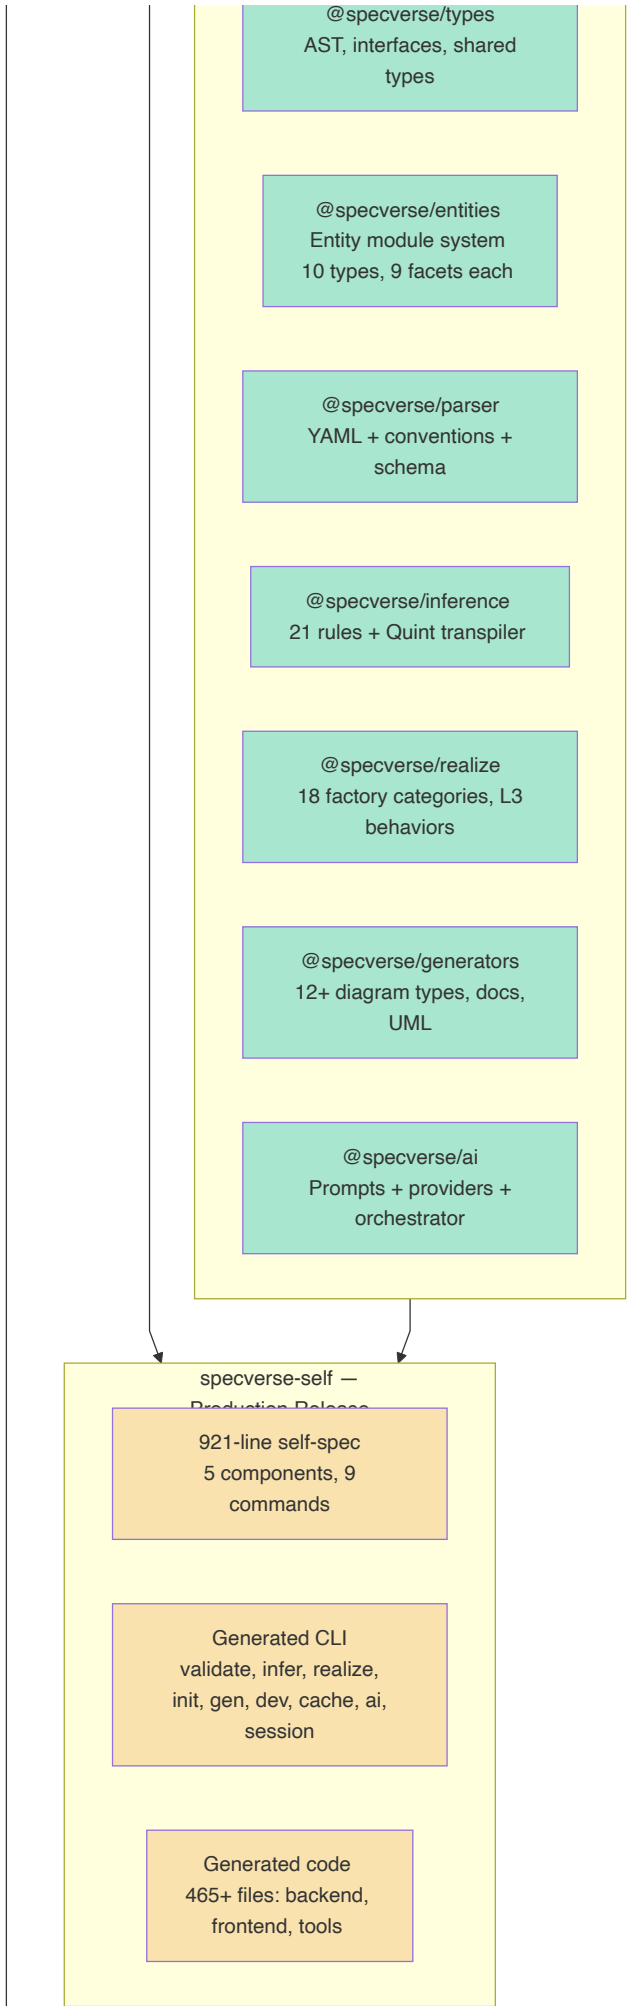 @specverse/types
AST, interfaces, shared
types
@specverse/entities
Entity module system
10 types, 9 facets each
@specverse/parser
YAML + conventions +
schema
@specverse/inference
21 rules + Quint transpiler
@specverse/realize
18 factory categories, L3
behaviors
@specverse/generators
12+ diagram types, docs,
UML
@specverse/ai
Prompts + providers +
orchestrator
specverse-self —
Production Release
921-line self-spec
5 components, 9
commands
Generated CLI
validate, infer, realize,
init, gen, dev, cache, ai,
session
Generated code
465+ files: backend,
frontend, tools